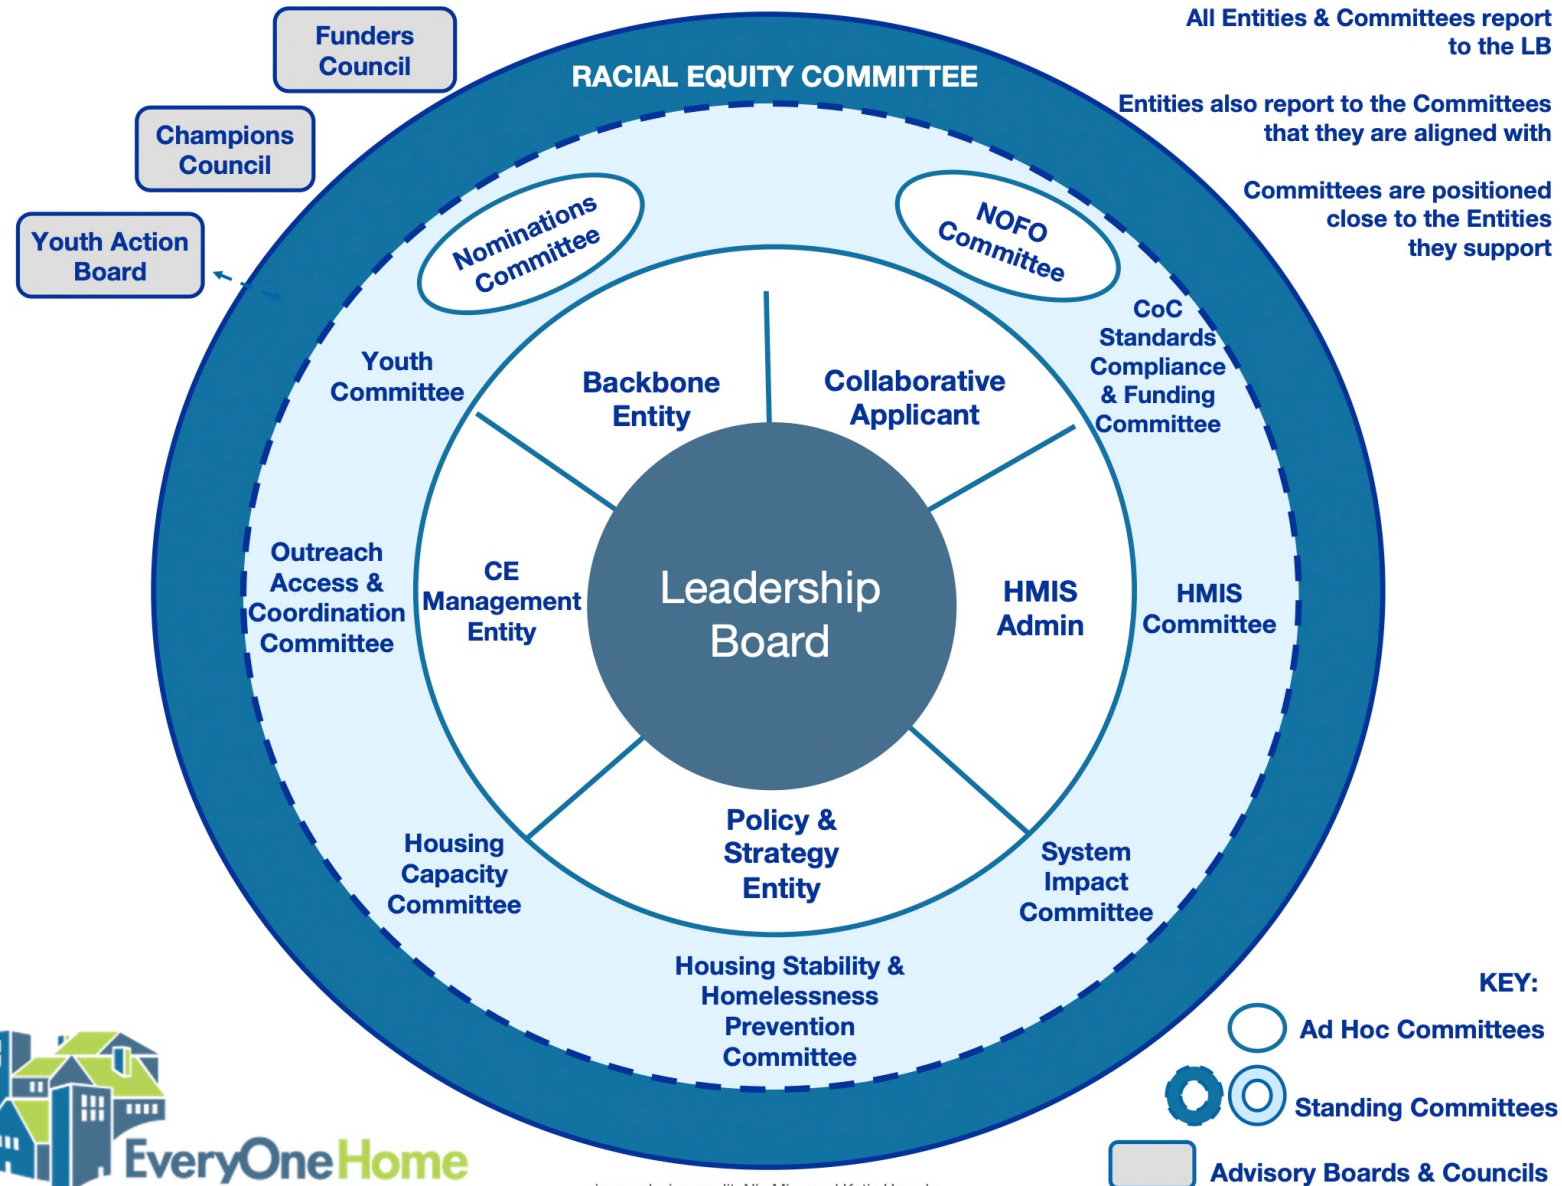 Funders
Council
Champions
Council
Youth Action
Board
All Entities & Committees report
to the LB
Entities also report to the Committees
that they are aligned with
Committees are positioned
close to the Entities
they support
RACIAL EQUITY COMMITTEE
Nominations
Committee
NOFO
Committee
Youth
Committee
CoC
Standards
Compliance
& Funding
Committee
Backbone
Entity
Collaborative
Applicant
Outreach
Access &
Coordination
Committee
CE
Management
Entity
Leadership
Board
HMIS
Admin
HMIS
Committee
Policy &
Strategy
Entity
Housing
Capacity
Committee
System
Impact
Committee
Housing Stability &
Homelessness
Prevention
Committee
KEY:
Ad Hoc Committees
Standing Committees
Advisory Boards & Councils
EveryOneHome